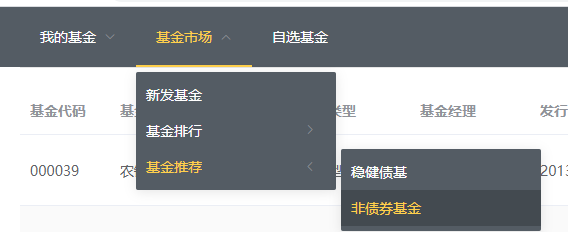 我的基金 基金市场 自选基金
新发基金
基金代码 基 类型 基金经理 发行
基金排行
基金推荐
000039 农 2013
稳健债基
非债券基金